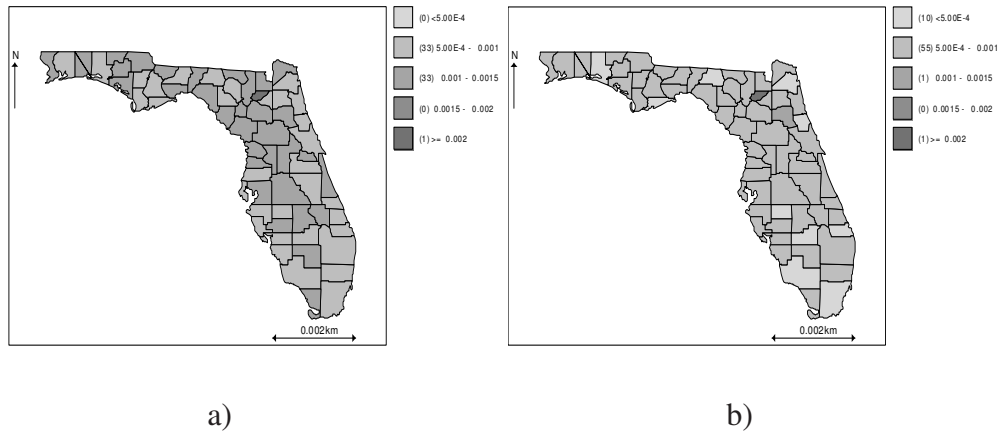 (0) <5.00E-4
(33) 5.00E-4 - 0.001
(33) 0.001 - 0.0015
(0) 0.0015 - 0.002
(1) >= 0.002
N
0.002km
(10) <5.00E-4
(55) 5.00E-4 - 0.001
(1) 0.001 - 0.0015
(0) 0.0015 - 0.002
(1) >= 0.002
N
0.002km
a)
b)